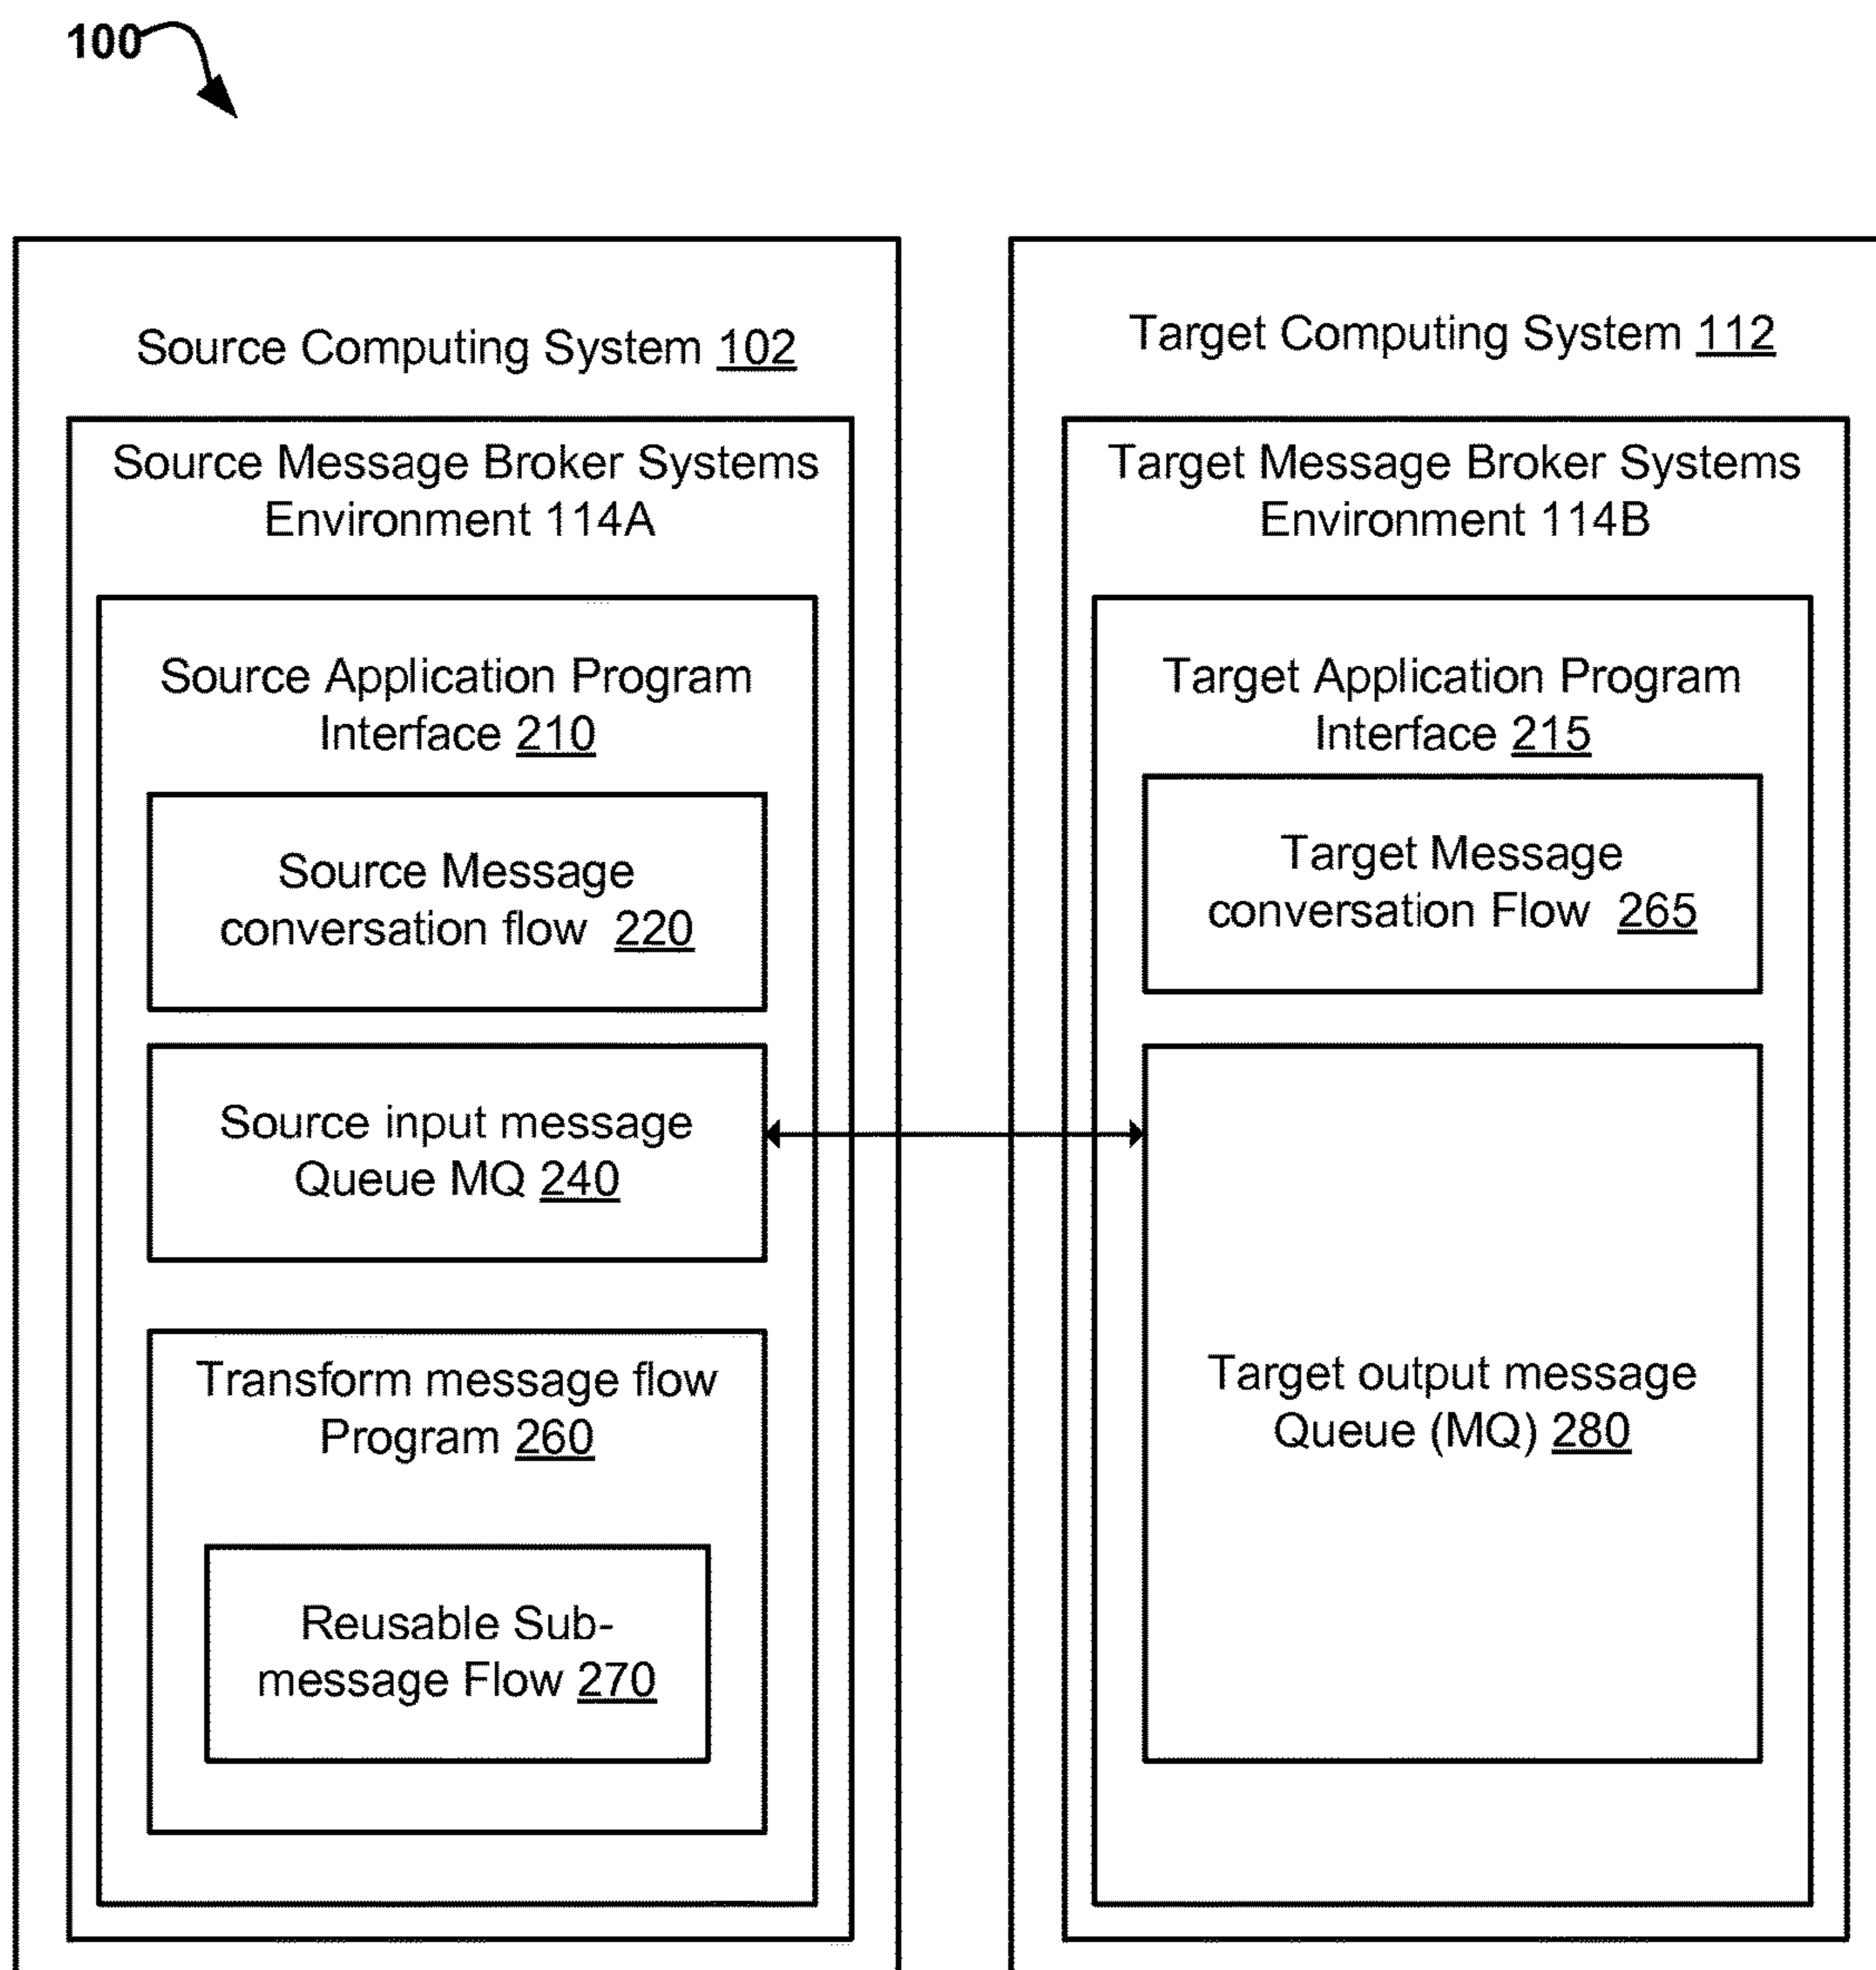 100
Source Computing System 102
Source Message Broker Systems
Environment 114A
Source Application Program
Interface 210
Source Message
conversation flow 220
Source input message
Queue MQ 240
Transform message flow
Program 260
Reusable Sub-
message Flow 270
Target Computing System 112
Target Message Broker Systems
Environment 114B
Target Application Program
Interface 215
Target Message
conversation Flow 265
Target output message
Queue (MQ) 280